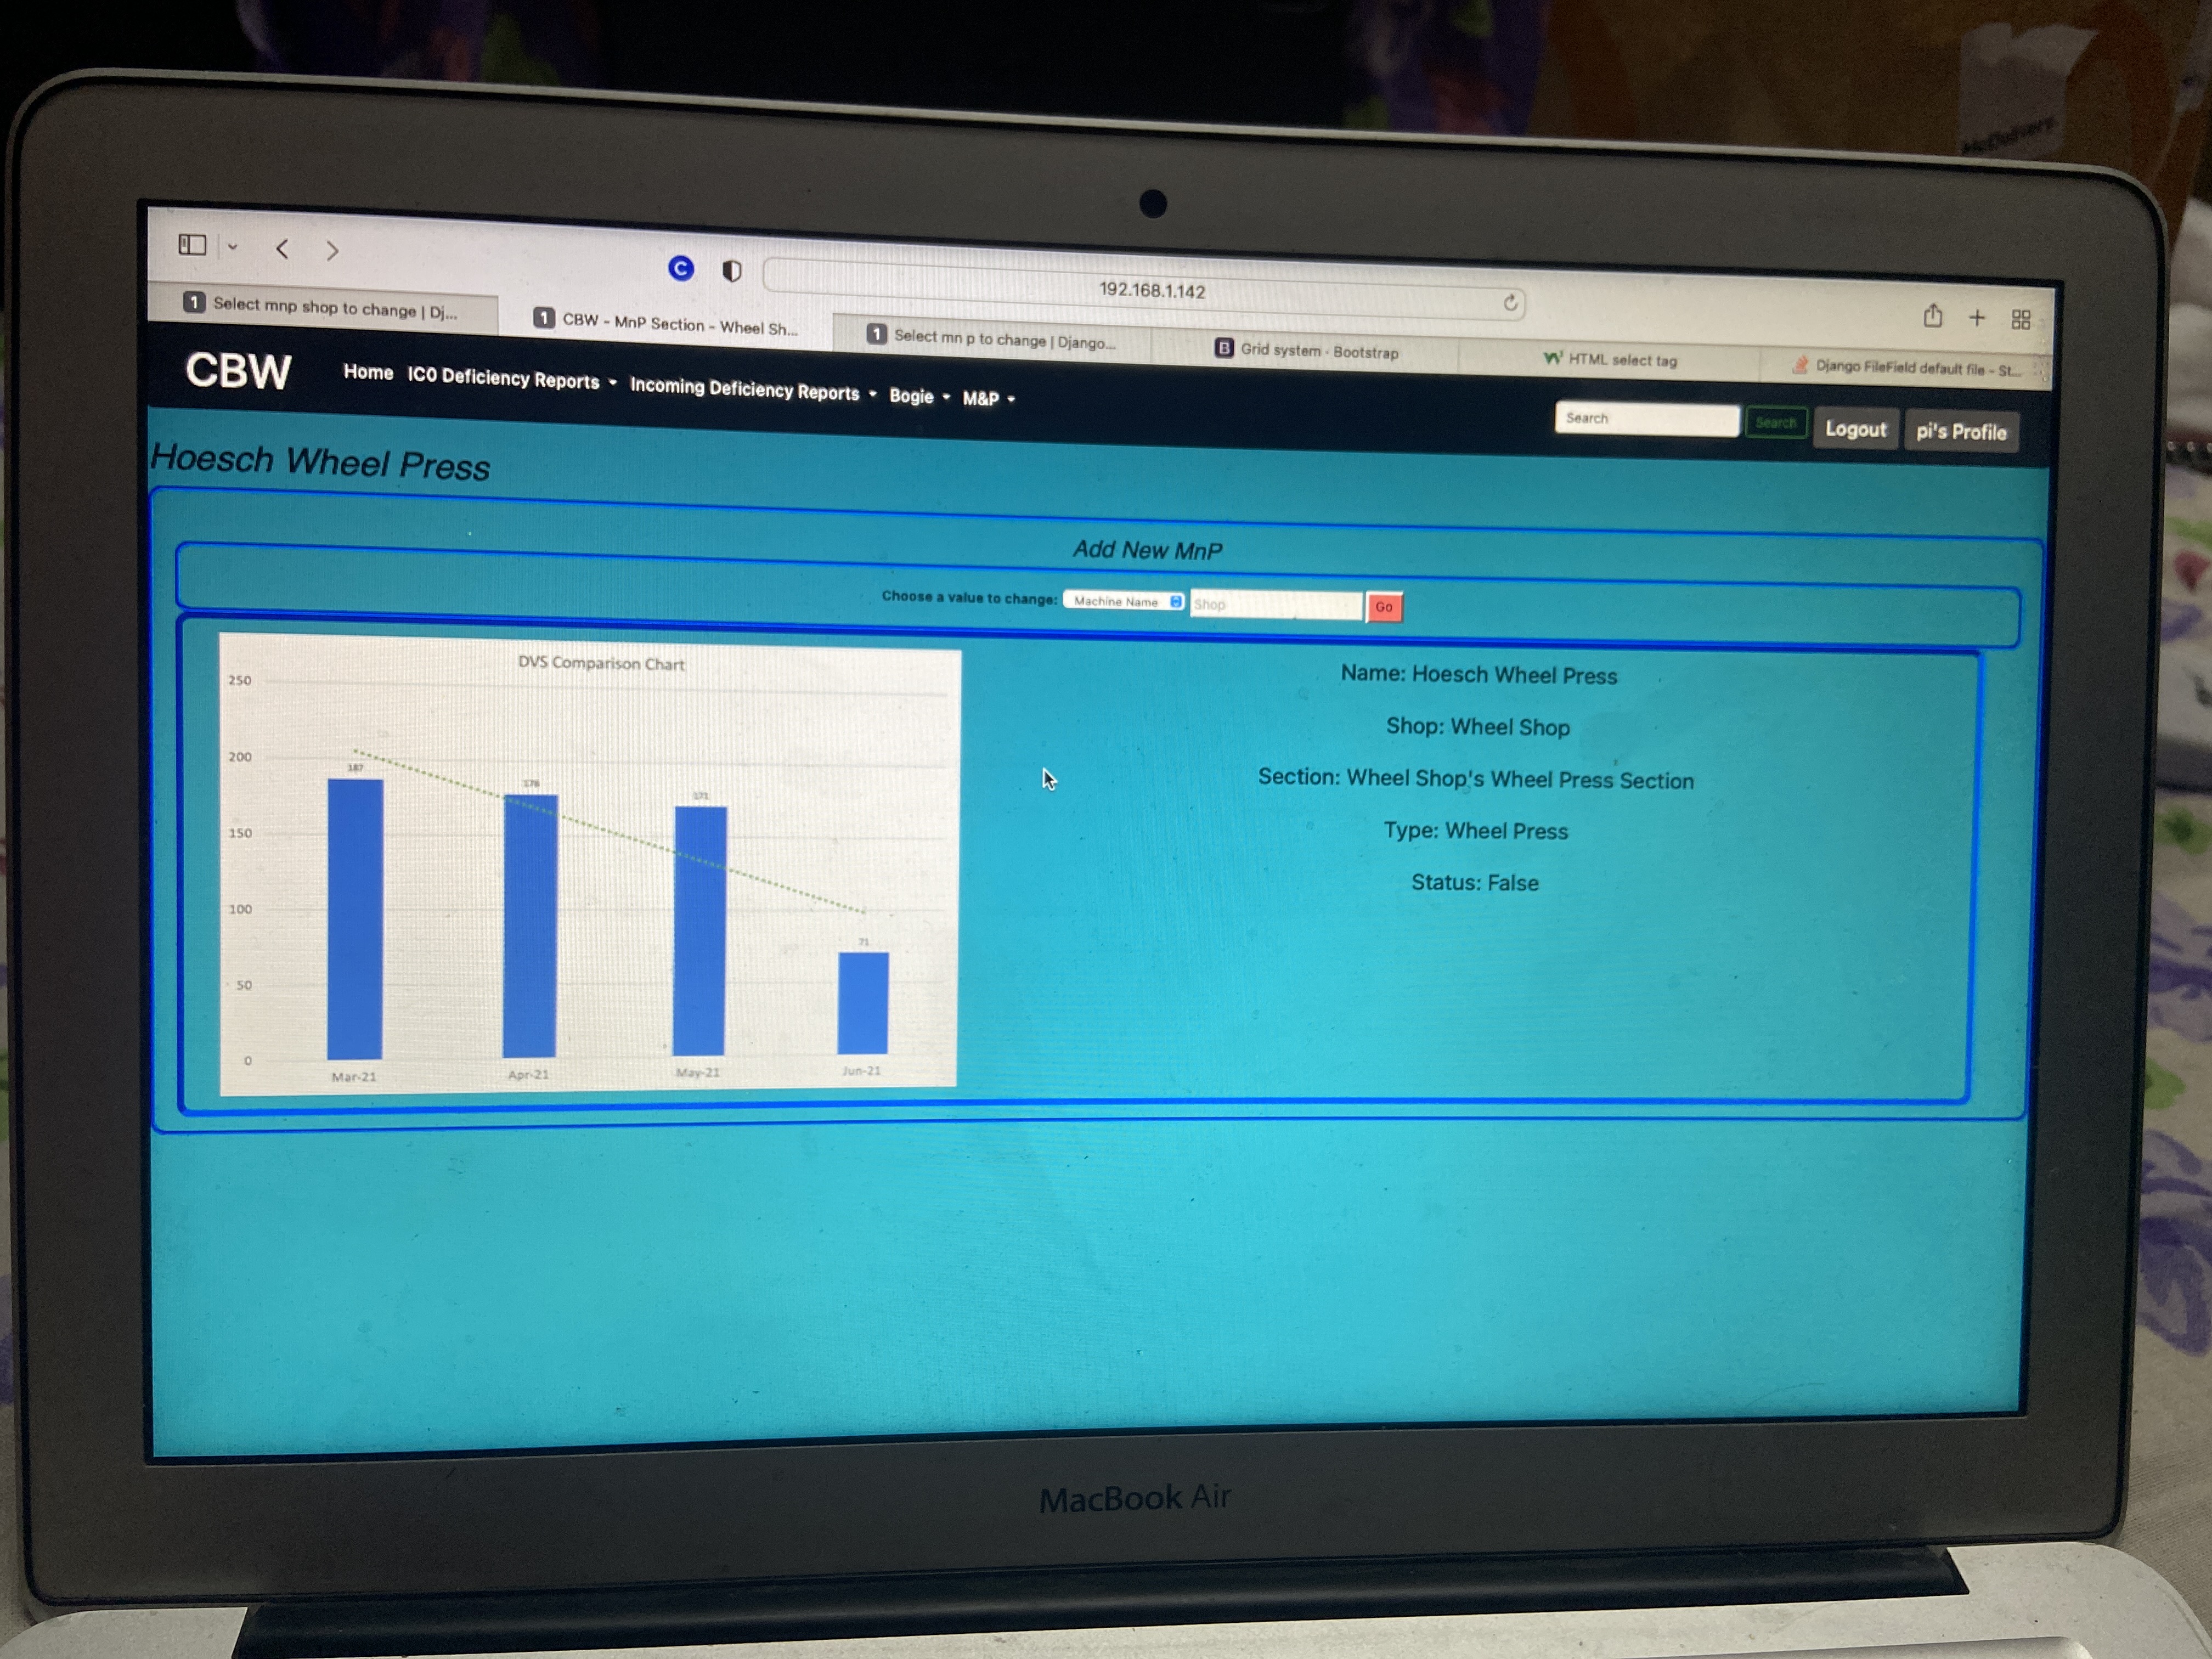 192.168.1.142
1 Select mnp shop to change | Dj...
1 CBW - MnP Section - Wheel Sh...
1 Select mn p to change | Django...
B Grid system · Bootstrap
HTML select tag
Django FileField default file - St...
CBW Home ICO Deficiency Reports Incoming Deficiency Reports Bogie M&P
Search Search Logout pi's Profile
Hoesch Wheel Press
Add New MnP
Choose a value to change: Machine Name Shop Go
DVS Comparison Chart
250
200
150
100
50
0
187
176
171
71
Mar-21 Apr-21 May-21 Jun-21
Name: Hoesch Wheel Press
Shop: Wheel Shop
Section: Wheel Shop's Wheel Press Section
Type: Wheel Press
Status: False
MacBook Air
McDelivery